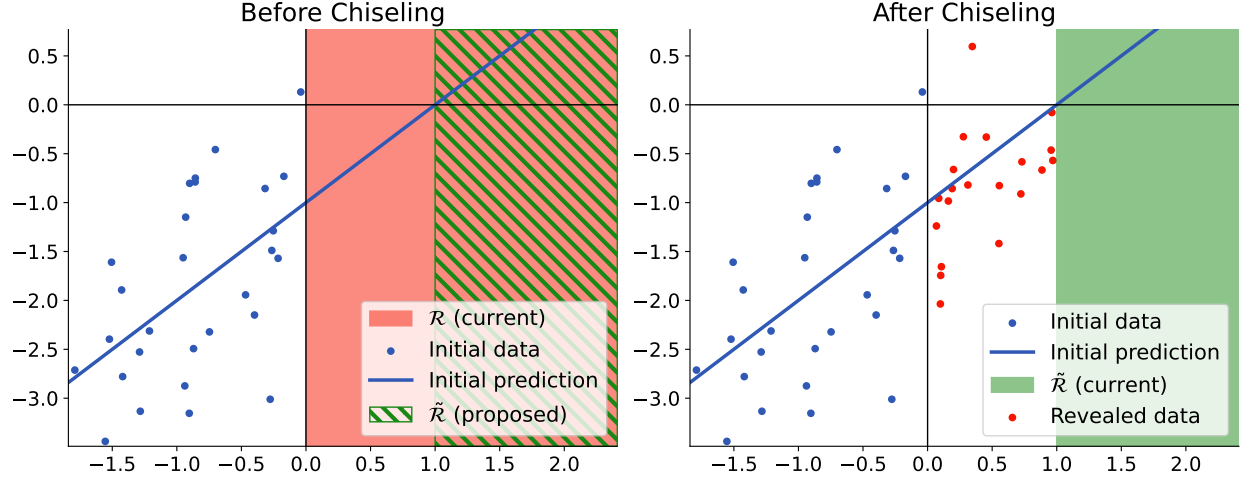 Before Chiseling
0.5
0.0
−0.5
−1.0
−1.5
−2.0
−2.5
−3.0
−1.5 −1.0 −0.5 0.0 0.5 1.0 1.5 2.0
ℛ (current)
Initial data
Initial prediction
ℛ̃ (proposed)
After Chiseling
0.5
0.0
−0.5
−1.0
−1.5
−2.0
−2.5
−3.0
−1.5 −1.0 −0.5 0.0 0.5 1.0 1.5 2.0
Initial data
Initial prediction
ℛ̃ (current)
Revealed data